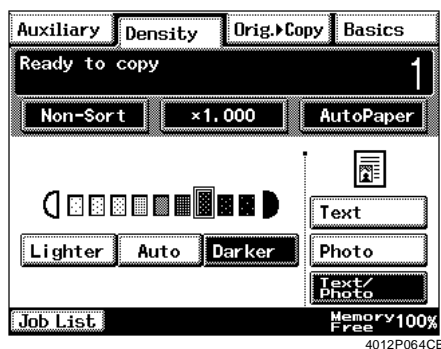 Auxiliary Density Orig.▶Copy Basics
Ready to copy 1
Non-Sort ×1.000 AutoPaper
Text
Lighter Auto Darker Photo
Text/
Photo
Job List Memory
Free 100%
4012P064CE